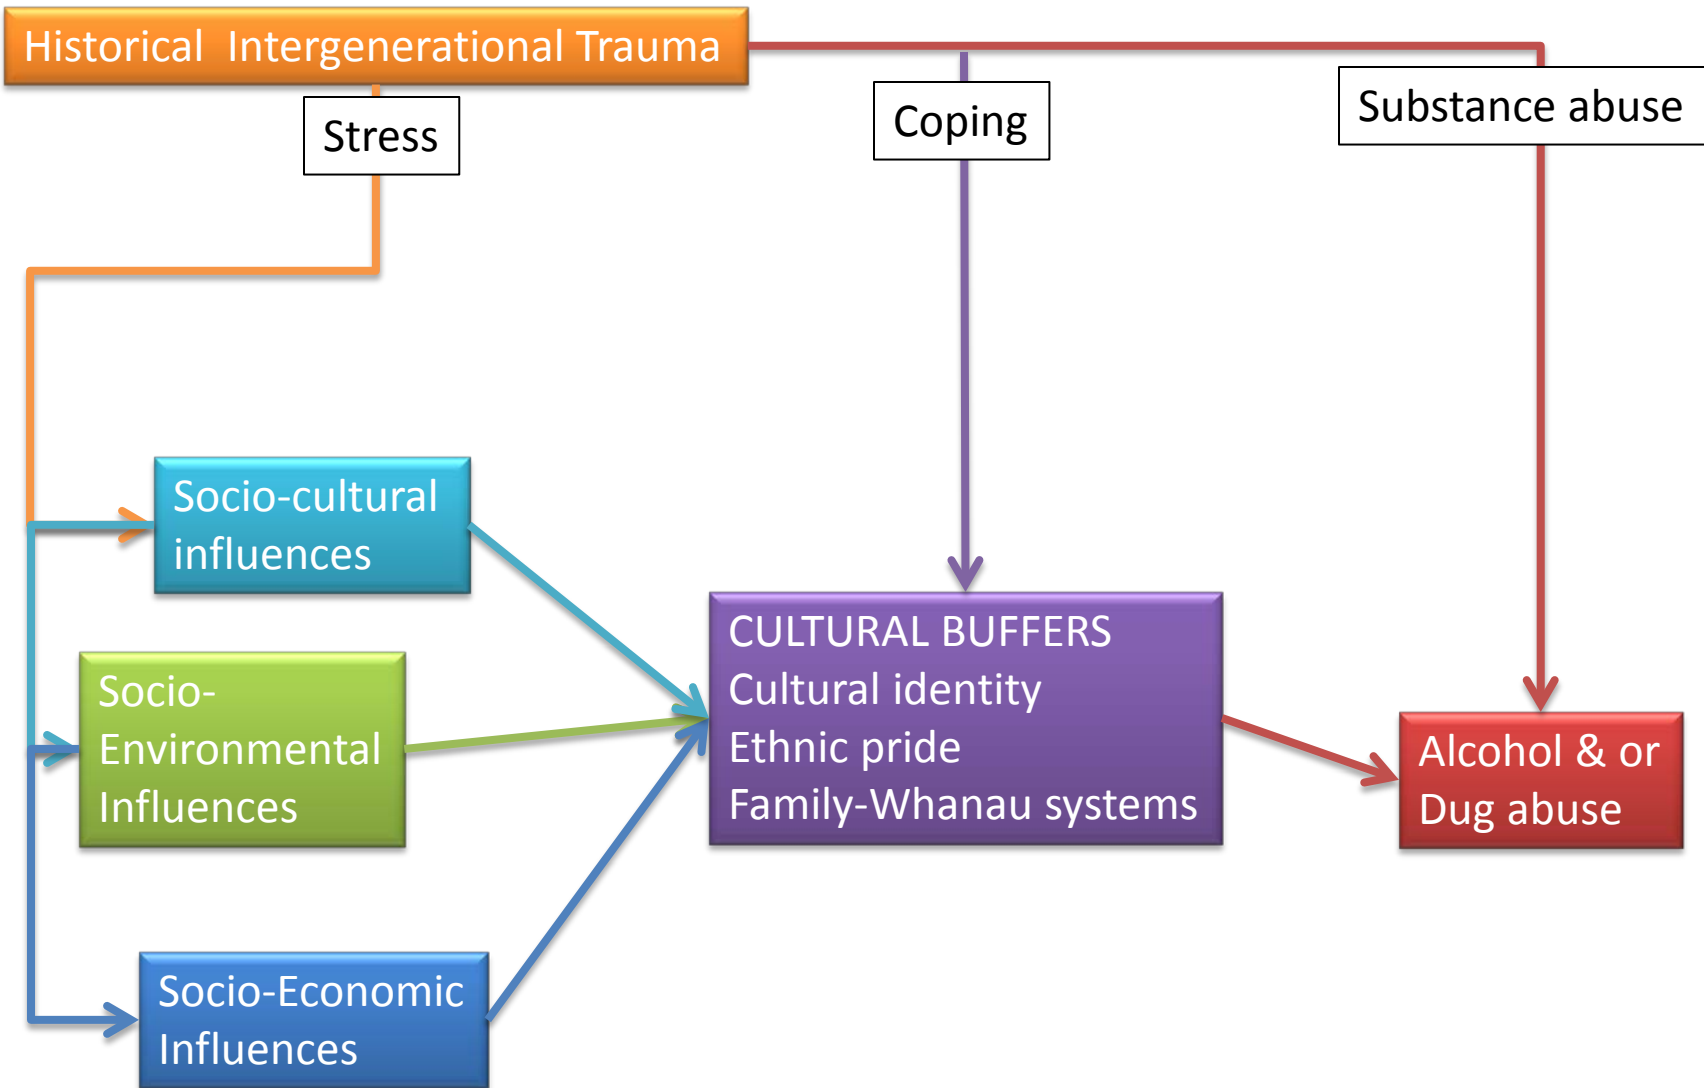 Historical  Intergenerational Trauma
Stress
Coping
Substance abuse
Socio-cultural
influences
Socio-
Environmental
Influences
Socio-Economic
Influences
CULTURAL BUFFERS
Cultural identity
Ethnic pride
Family-Whanau systems
Alcohol & or
Dug abuse